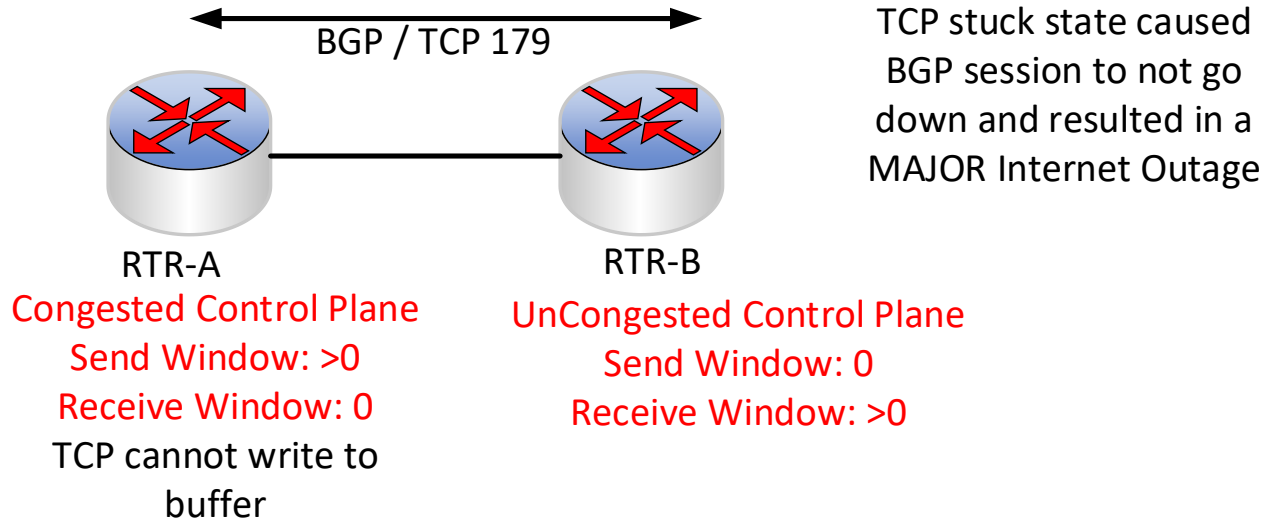 BGP / TCP 179
TCP stuck state caused
BGP session to not go
down and resulted in a
MAJOR Internet Outage
RTR-A
Congested Control Plane
Send Window: >0
Receive Window: 0
TCP cannot write to
buffer
RTR-B
UnCongested Control Plane
Send Window: 0
Receive Window: >0